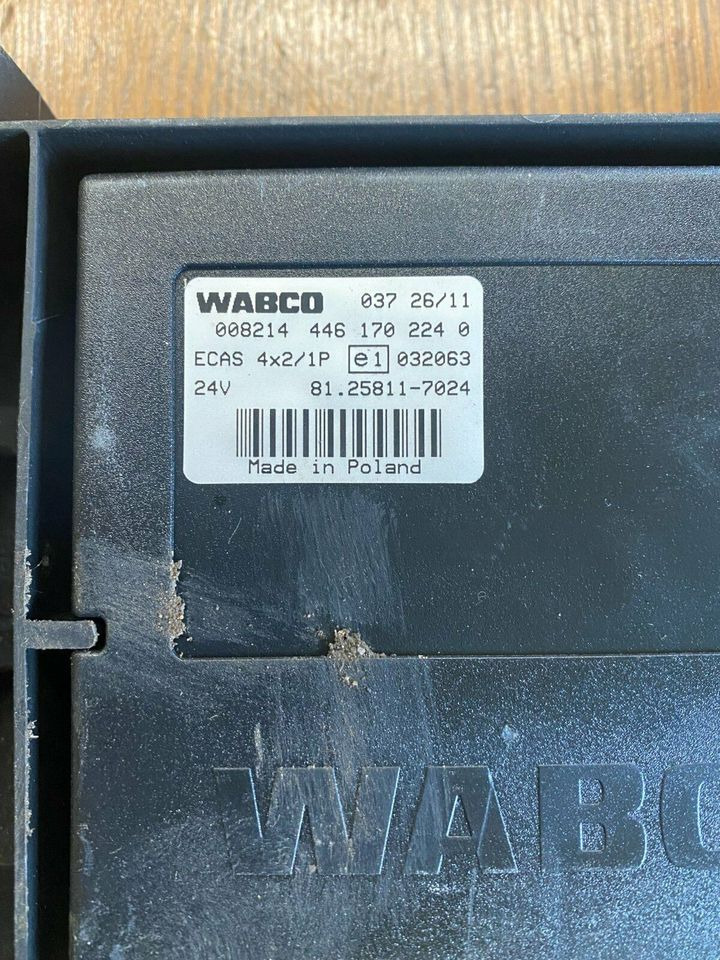 WABCO 037 26/11
008214 446 170 224 0
ECAS 4x2/1P e1 032063
24V 81.25811-7024
Made in Poland
WABC